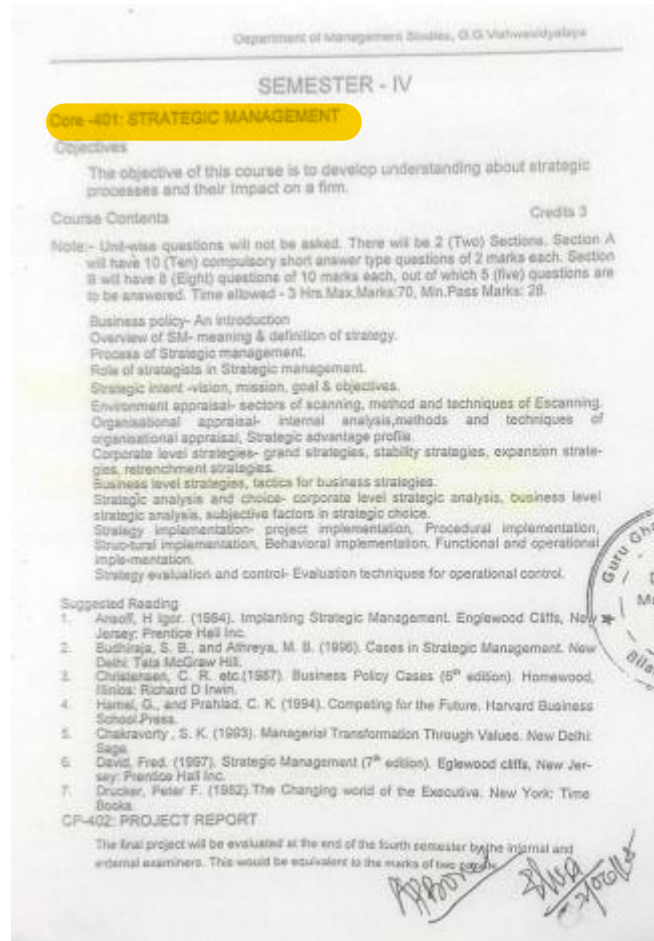 Department of Management Studies, G.G.Vishwavidyalaya
SEMESTER - IV
Core -401: STRATEGIC MANAGEMENT
Objectives
The objective of this course is to develop understanding about strategic
processes and their impact on a firm.
Course Contents Credits 3
Note:- Unit-wise questions will not be asked. There will be 2 (Two) Sections. Section A
will have 10 (Ten) compulsory short answer type questions of 2 marks each. Section
B will have 8 (Eight) questions of 10 marks each, out of which 5 (five) questions are
to be answered. Time allowed - 3 Hrs.Max.Marks:70, Min.Pass Marks: 28.
Business policy- An introduction
Overview of SM- meaning & definition of strategy.
Process of Strategic management.
Role of strategists in Strategic management.
Strategic intent -vision, mission, goal & objectives.
Environment appraisal- sectors of scanning, method and techniques of Escanning.
Organisational appraisal- internal analysis,methods and techniques of
organisational appraisal, Strategic advantage profile.
Corporate level strategies- grand strategies, stability strategies, expansion strate-
gies, retrenchment strategies.
Business level strategies, tactics for business strategies.
Strategic analysis and choice- corporate level strategic analysis, business level
strategic analysis, subjective factors in strategic choice.
Strategy implementation- project implementation, Procedural implementation,
Struc-tural implementation, Behavioral implementation, Functional and operational
imple-mentation.
Strategy evaluation and control- Evaluation techniques for operational control.
Guru Gha
Suggested Reading
1. Ansoff, H Igor. (1984). Implanting Strategic Management. Englewood Cliffs, New
Jersey: Prentice Hall Inc.
2. Budhiraja, S. B., and Athreya, M. B. (1996). Cases in Strategic Management. New
Delhi: Tata McGraw Hill.
3. Christensen, C. R. etc.(1987). Business Policy Cases (6th edition). Homewood,
Illinios: Richard D Irwin.
4. Hamel, G., and Prahlad, C. K. (1994). Competing for the Future. Harvard Business
School Press.
5. Chakravorty , S. K. (1993). Managerial Transformation Through Values. New Delhi:
Sage.
6. David, Fred. (1997). Strategic Management (7th edition). Eglewood cliffs, New Jer-
sey: Prentice Hall Inc.
7. Drucker, Peter F. (1982).The Changing world of the Executive. New York: Time
Books.
CP-402: PROJECT REPORT
The final project will be evaluated at the end of the fourth semester by the internal and
external examiners. This would be equivalent to the marks of two
Approved